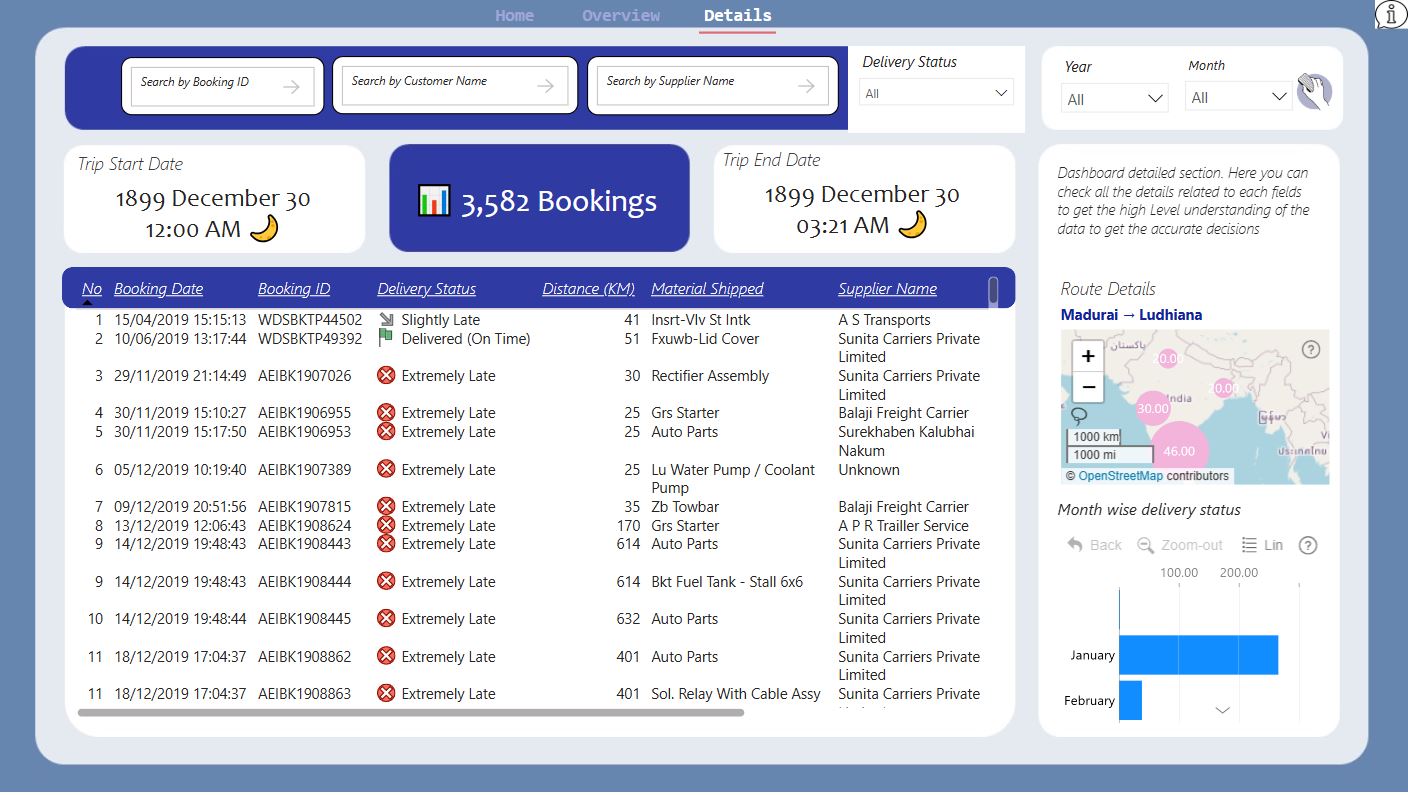 Home Overview Details
Search by Booking ID
Search by Customer Name
Search by Supplier Name
Delivery Status
All
Year
All
Month
All
Trip Start Date
1899 December 30
12:00 AM 🌙
📊 3,582 Bookings
Trip End Date
1899 December 30
03:21 AM 🌙
Dashboard detailed section. Here you can
check all the details related to each fields
to get the high Level understanding of the
data to get the accurate decisions
No Booking Date Booking ID Delivery Status Distance (KM) Material Shipped Supplier Name
1 15/04/2019 15:15:13 WDSBKTP44502 Slightly Late 41 Insrt-Vlv St Intk A S Transports
2 10/06/2019 13:17:44 WDSBKTP49392 Delivered (On Time) 51 Fxuwb-Lid Cover Sunita Carriers Private
Limited
3 29/11/2019 21:14:49 AEIBK1907026 Extremely Late 30 Rectifier Assembly Sunita Carriers Private
Limited
4 30/11/2019 15:10:27 AEIBK1906955 Extremely Late 25 Grs Starter Balaji Freight Carrier
5 30/11/2019 15:17:50 AEIBK1906953 Extremely Late 25 Auto Parts Surekhaben Kalubhai
Nakum
6 05/12/2019 10:19:40 AEIBK1907389 Extremely Late 25 Lu Water Pump / Coolant Unknown
Pump
7 09/12/2019 20:51:56 AEIBK1907815 Extremely Late 35 Zb Towbar Balaji Freight Carrier
8 13/12/2019 12:06:43 AEIBK1908624 Extremely Late 170 Grs Starter A P R Trailler Service
9 14/12/2019 19:48:43 AEIBK1908443 Extremely Late 614 Auto Parts Sunita Carriers Private
Limited
9 14/12/2019 19:48:43 AEIBK1908444 Extremely Late 614 Bkt Fuel Tank - Stall 6x6 Sunita Carriers Private
Limited
10 14/12/2019 19:48:44 AEIBK1908445 Extremely Late 632 Auto Parts Sunita Carriers Private
Limited
11 18/12/2019 17:04:37 AEIBK1908862 Extremely Late 401 Auto Parts Sunita Carriers Private
Limited
11 18/12/2019 17:04:37 AEIBK1908863 Extremely Late 401 Sol. Relay With Cable Assy Sunita Carriers Private
Route Details
Madurai → Ludhiana
+
−
پاکستان
20.00
20.00
India
30.00
46.00
1000 km
1000 mi
© OpenStreetMap contributors
Month wise delivery status
Back Zoom-out Lin
100.00 200.00
January
February